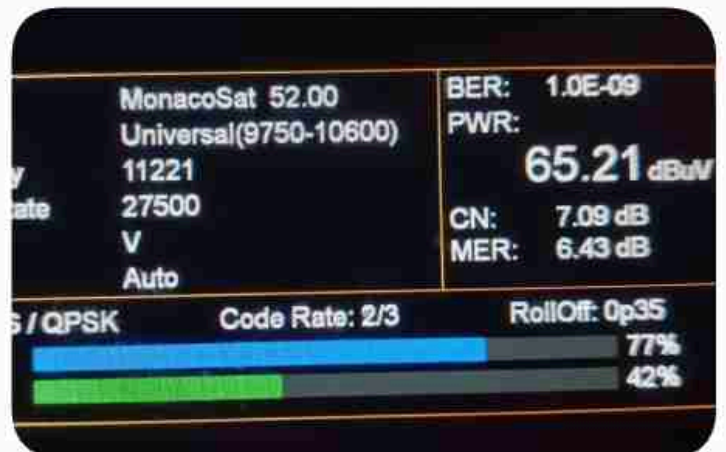 MonacoSat 52.00
Universal(9750-10600)
y 11221
ate 27500
V
Auto
BER: 1.0E-09
PWR:
65.21 dBuV
CN: 7.09 dB
MER: 6.43 dB
S / QPSK Code Rate: 2/3 RollOff: 0p35
77%
42%